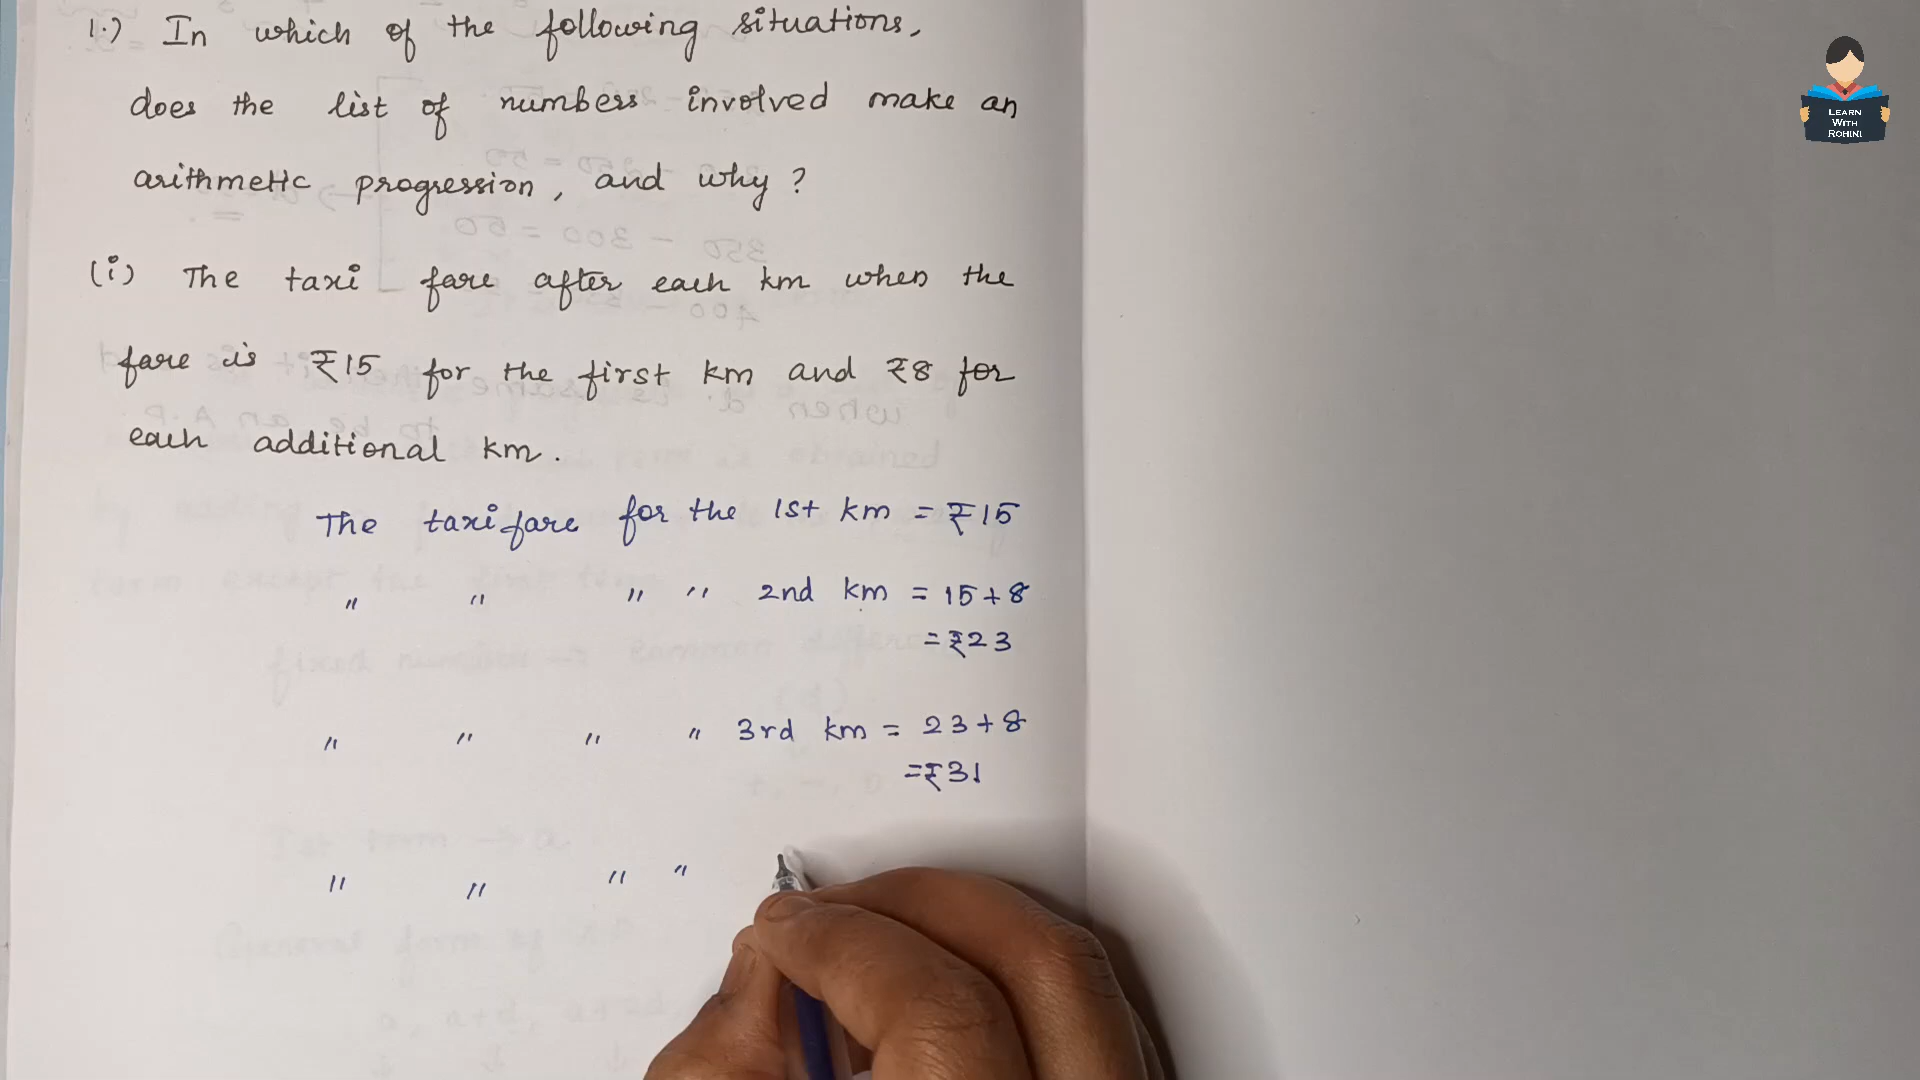 1.) In which of the following situations,
does the list of numbers involved make an
arithmetic progression, and why?
(i) The taxi fare after each km when the
fare is ₹15 for the first km and ₹8 for
each additional km.
The taxi fare for the 1st km = ₹15
" " " " 2nd km = 15+8
= ₹23
" " " " 3rd km = 23+8
= ₹31
" " " "
LEARN
WITH
ROHINI